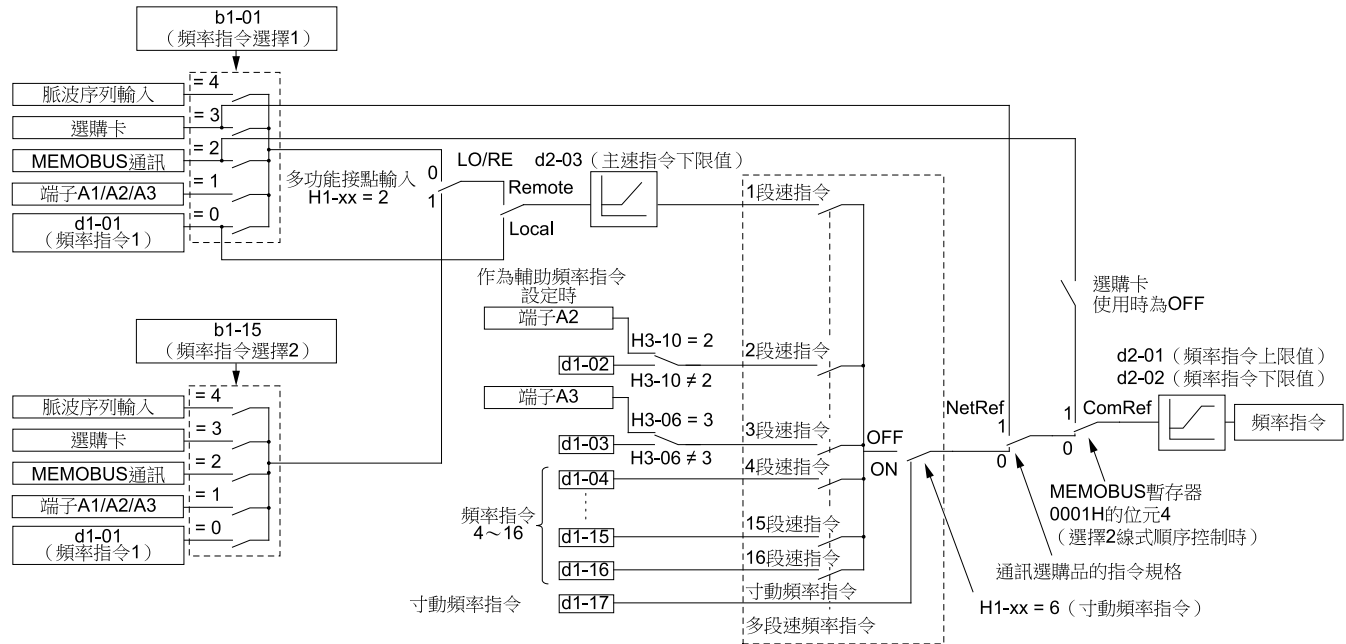 b1-01
（頻率指令選擇1）
= 4
脈波序列輸入
= 3
選購卡
= 2
MEMOBUS通訊
= 1
端子A1/A2/A3
= 0
d1-01
（頻率指令1）
多功能接點輸入
H1-xx = 2
0
1
LO/RE
Remote
Local
d2-03（主速指令下限值）
1段速指令
作為輔助頻率指令
設定時
端子A2
H3-10 = 2
d1-02
H3-10 ≠ 2
2段速指令
端子A3
H3-06 = 3
d1-03
H3-06 ≠ 3
3段速指令
d1-04
4段速指令
頻率指令
4～16
d1-15
15段速指令
d1-16
16段速指令
寸動頻率指令
d1-17
寸動頻率指令
多段速頻率指令
OFF
ON
b1-15
（頻率指令選擇2）
= 4
脈波序列輸入
= 3
選購卡
= 2
MEMOBUS通訊
= 1
端子A1/A2/A3
= 0
d1-01
（頻率指令1）
選購卡
使用時為OFF
d2-01（頻率指令上限值）
d2-02（頻率指令下限值）
NetRef
1
0
1
ComRef
0
頻率指令
MEMOBUS暫存器
0001H的位元4
（選擇2線式順序控制時）
通訊選購品的指令規格
H1-xx = 6（寸動頻率指令）